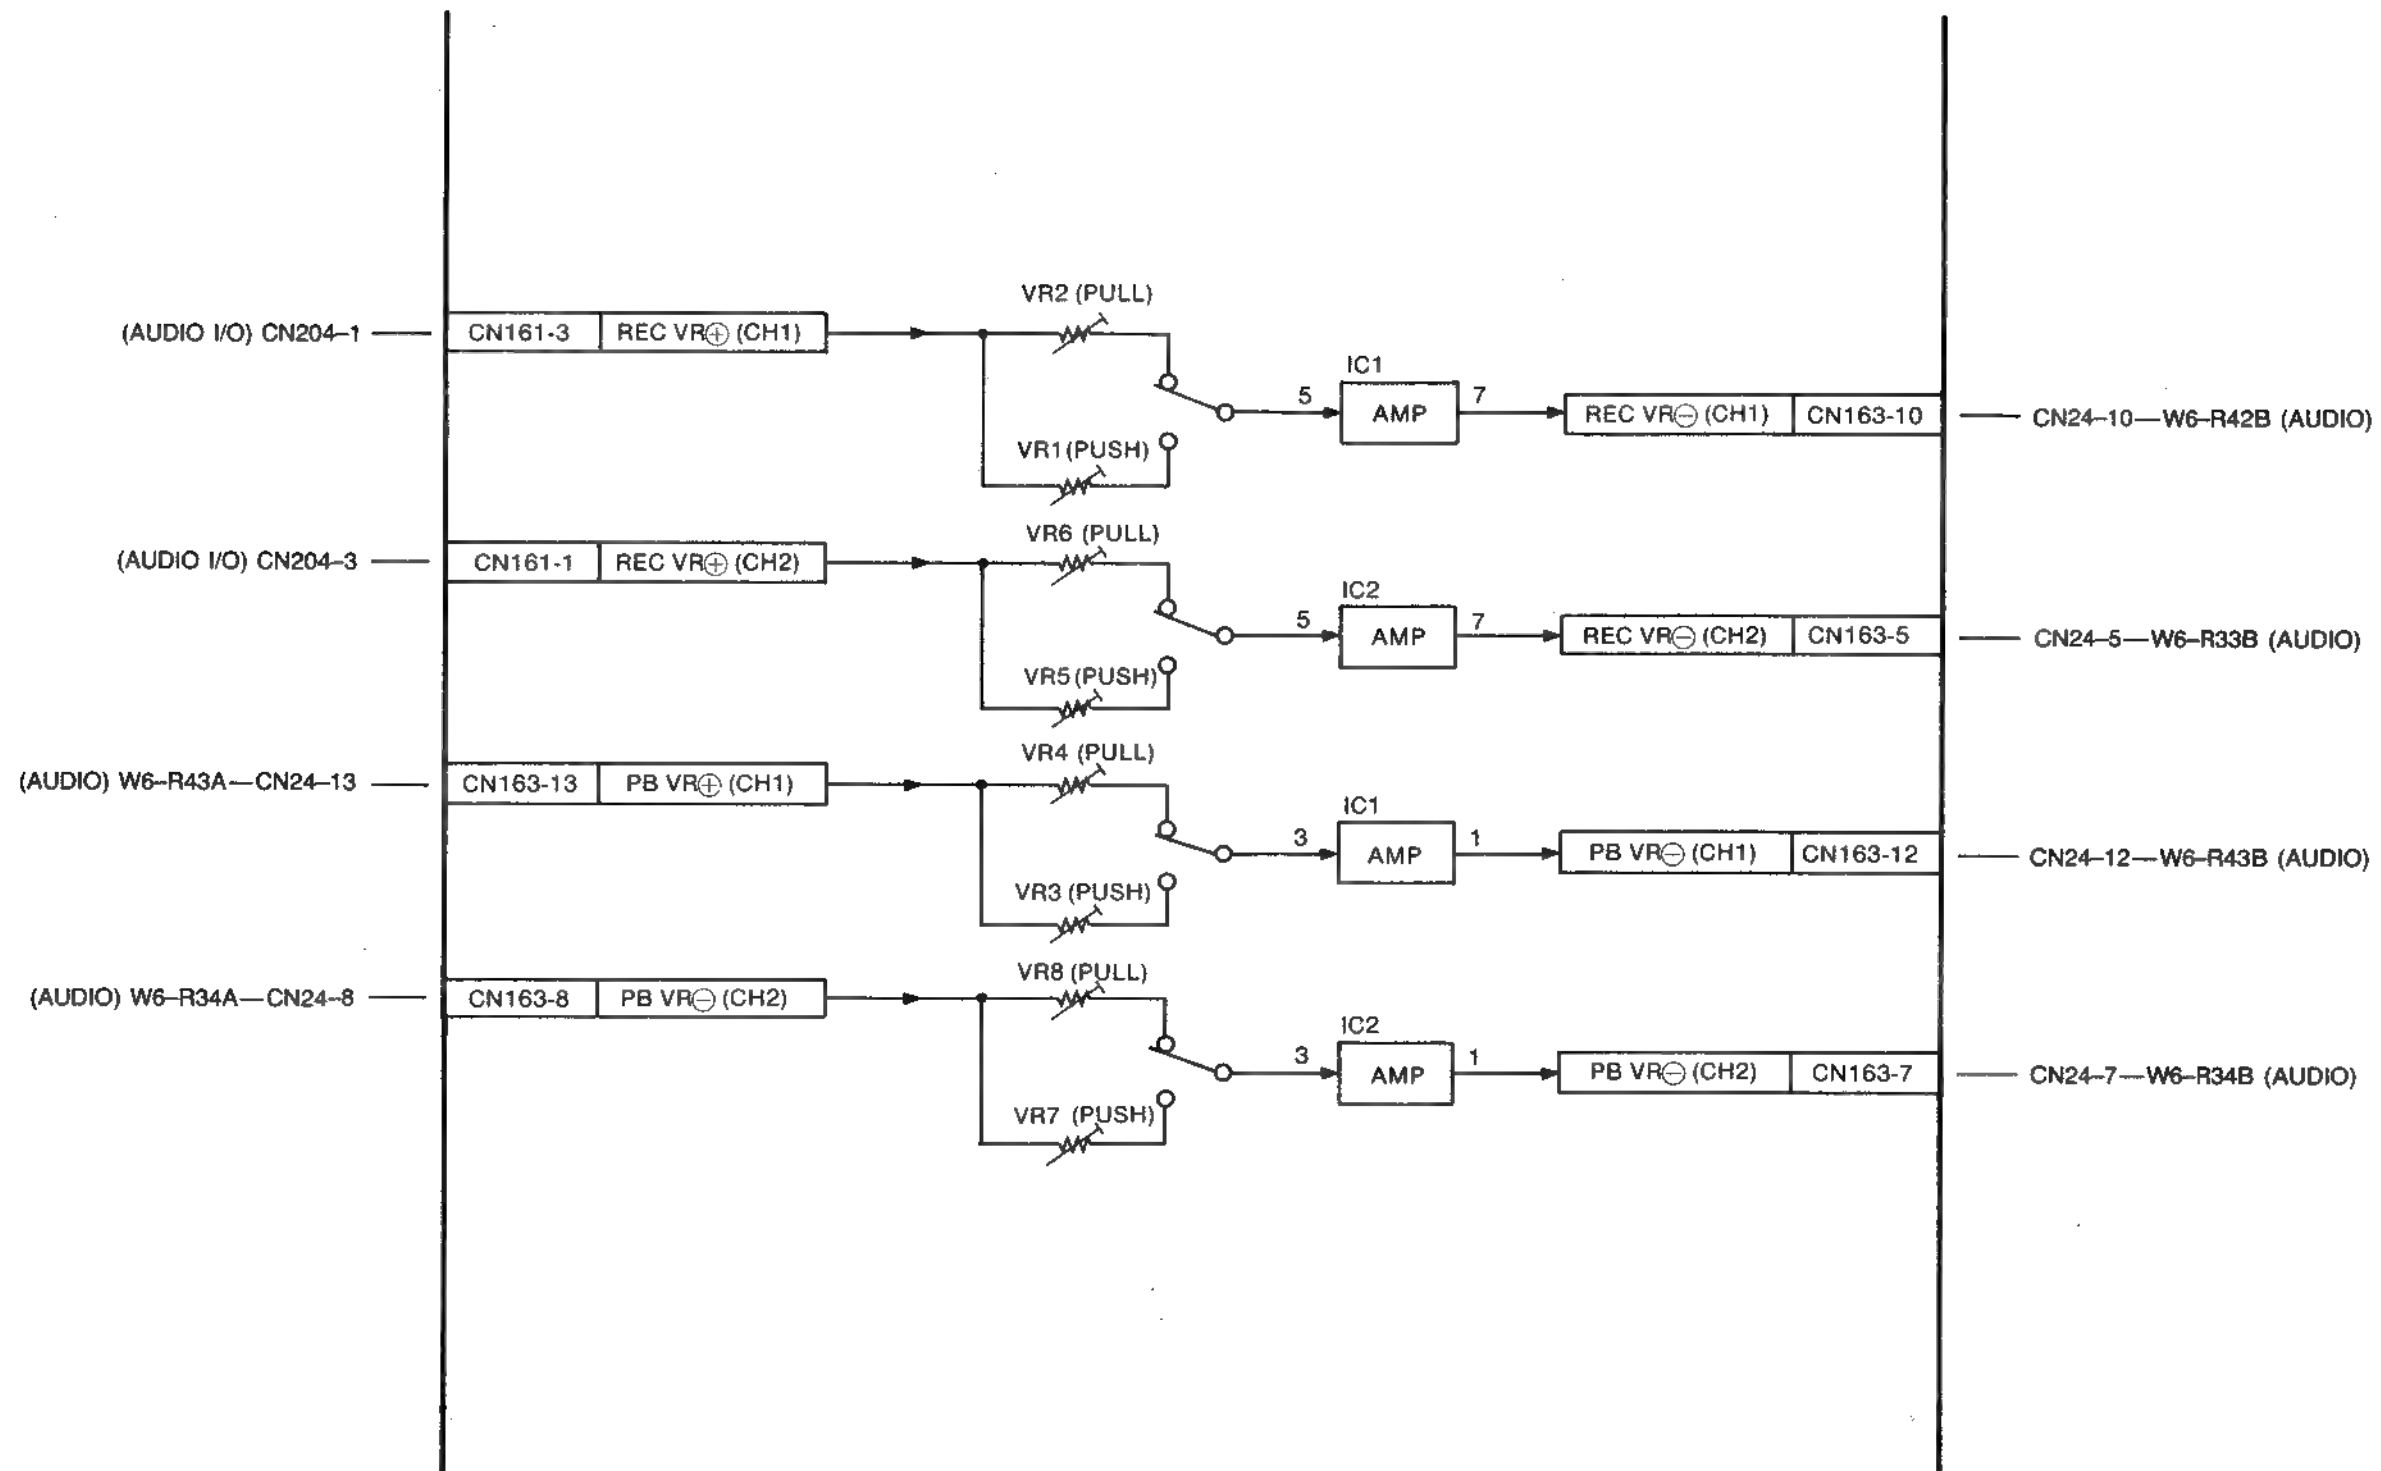 VR2 (PULL)
(AUDIO I/O) CN204–1 CN161-3 REC VR⊕ (CH1)
IC1
5 AMP 7 REC VR⊖ (CH1) CN163-10 CN24–10—W6–R42B (AUDIO)
VR1 (PUSH)
VR6 (PULL)
(AUDIO I/O) CN204–3 CN161-1 REC VR⊕ (CH2)
IC2
5 AMP 7 REC VR⊖ (CH2) CN163-5 CN24–5—W6–R33B (AUDIO)
VR5 (PUSH)
VR4 (PULL)
(AUDIO) W6–R43A—CN24–13 CN163-13 PB VR⊕ (CH1)
IC1
3 AMP 1 PB VR⊖ (CH1) CN163-12 CN24–12—W6–R43B (AUDIO)
VR3 (PUSH)
VR8 (PULL)
(AUDIO) W6–R34A—CN24–8 CN163-8 PB VR⊖ (CH2)
IC2
3 AMP 1 PB VR⊖ (CH2) CN163-7 CN24–7—W6–R34B (AUDIO)
VR7 (PUSH)